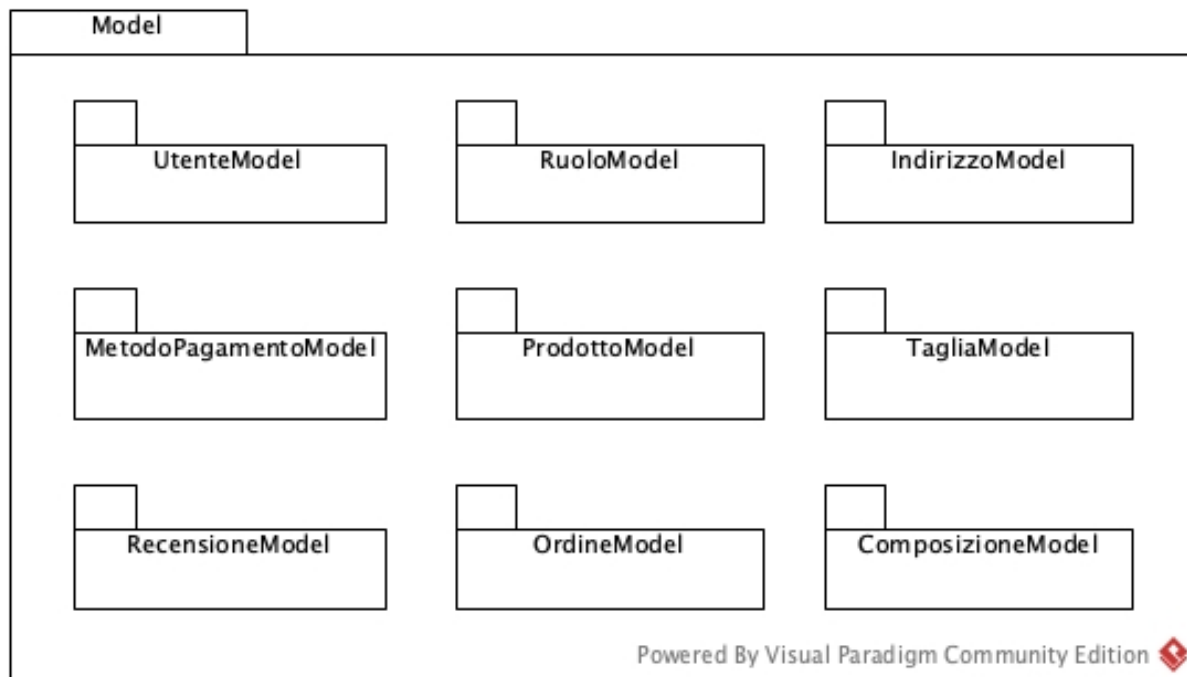 Model
UtenteModel
RuoloModel
IndirizzoModel
MetodoPagamentoModel
ProdottoModel
TagliaModel
RecensioneModel
OrdineModel
ComposizioneModel
Powered By Visual Paradigm Community Edition